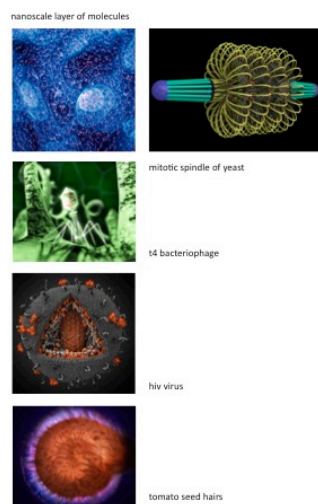 nanoscale layer of molecules
mitotic spindle of yeast
t4 bacteriophage
hiv virus
tomato seed hairs